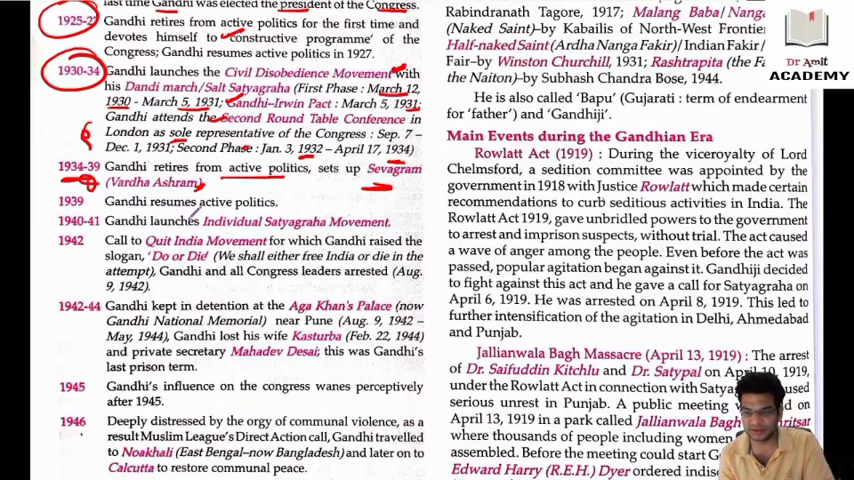 last time Gandhi was elected the president of the Congress.
1925-27 Gandhi retires from active politics for the first time and
devotes himself to 'constructive programme' of the
Congress; Gandhi resumes active politics in 1927.
1930-34 Gandhi launches the Civil Disobedience Movement with
his Dandi march/Salt Satyagraha (First Phase : March 12,
1930 - March 5, 1931; Gandhi-Irwin Pact : March 5, 1931;
Gandhi attends the Second Round Table Conference in
London as sole representative of the Congress : Sep. 7 –
Dec. 1, 1931; Second Phase : Jan. 3, 1932 – April 17, 1934)
1934-39 Gandhi retires from active politics, sets up Sevagram
(Vardha Ashram)
1939 Gandhi resumes active politics.
1940-41 Gandhi launches Individual Satyagraha Movement.
1942 Call to Quit India Movement for which Gandhi raised the
slogan, 'Do or Die' (We shall either free India or die in the
attempt), Gandhi and all Congress leaders arrested (Aug.
9, 1942).
1942-44 Gandhi kept in detention at the Aga Khan's Palace (now
Gandhi National Memorial) near Pune (Aug. 9, 1942 –
May, 1944), Gandhi lost his wife Kasturba (Feb. 22, 1944)
and private secretary Mahadev Desai; this was Gandhi's
last prison term.
1945 Gandhi's influence on the congress wanes perceptively
after 1945.
1946 Deeply distressed by the orgy of communal violence, as a
result Muslim League's Direct Action call, Gandhi travelled
to Noakhali (East Bengal–now Bangladesh) and later on to
Calcutta to restore communal peace.
Rabindranath Tagore, 1917; Malang Baba/Nanga
(Naked Saint)–by Kabailis of North-West Frontier
Half-naked Saint (Ardha Nanga Fakir)/Indian Fakir/
Fair–by Winston Churchill, 1931; Rashtrapita (the Fa
the Naiton)–by Subhash Chandra Bose, 1944.
He is also called 'Bapu' (Gujarati : term of endearment
for 'father') and 'Gandhiji'.
Main Events during the Gandhian Era
Rowlatt Act (1919) : During the viceroyalty of Lord
Chelmsford, a sedition committee was appointed by the
government in 1918 with Justice Rowlatt which made certain
recommendations to curb seditious activities in India. The
Rowlatt Act 1919, gave unbridled powers to the government
to arrest and imprison suspects, without trial. The act caused
a wave of anger among the people. Even before the act was
passed, popular agitation began against it. Gandhiji decided
to fight against this act and he gave a call for Satyagraha on
April 6, 1919. He was arrested on April 8, 1919. This led to
further intensification of the agitation in Delhi, Ahmedabad
and Punjab.
Jallianwala Bagh Massacre (April 13, 1919) : The arrest
of Dr. Saifuddin Kitchlu and Dr. Satypal on April 10, 1919,
under the Rowlatt Act in connection with Satya used
serious unrest in Punjab. A public meeting on
April 13, 1919 in a park called Jallianwala Bagh ritsar
where thousands of people including women
assembled. Before the meeting could start G
Edward Harry (R.E.H.) Dyer ordered indis
Dr Amit
ACADEMY